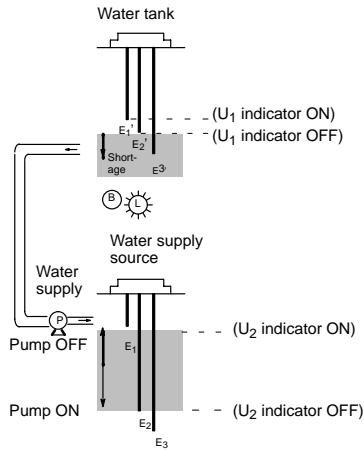 Water tank
(U1 indicator ON)
E1'
(U1 indicator OFF)
E2'
Short-
age
E3'
B
L
Water supply
source
Water
supply
P
(U2 indicator ON)
Pump OFF
E1
Pump ON
(U2 indicator OFF)
E2
E3